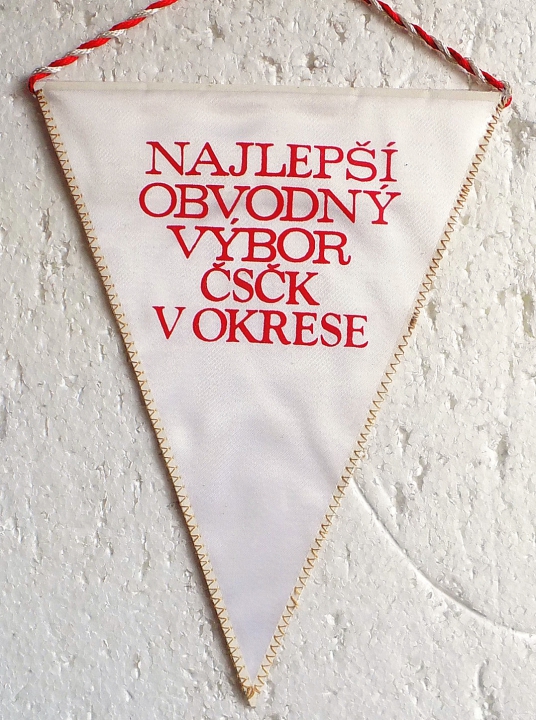 NAJLEPŠÍ
OBVODNÝ
VÝBOR
ČSČK
V OKRESE